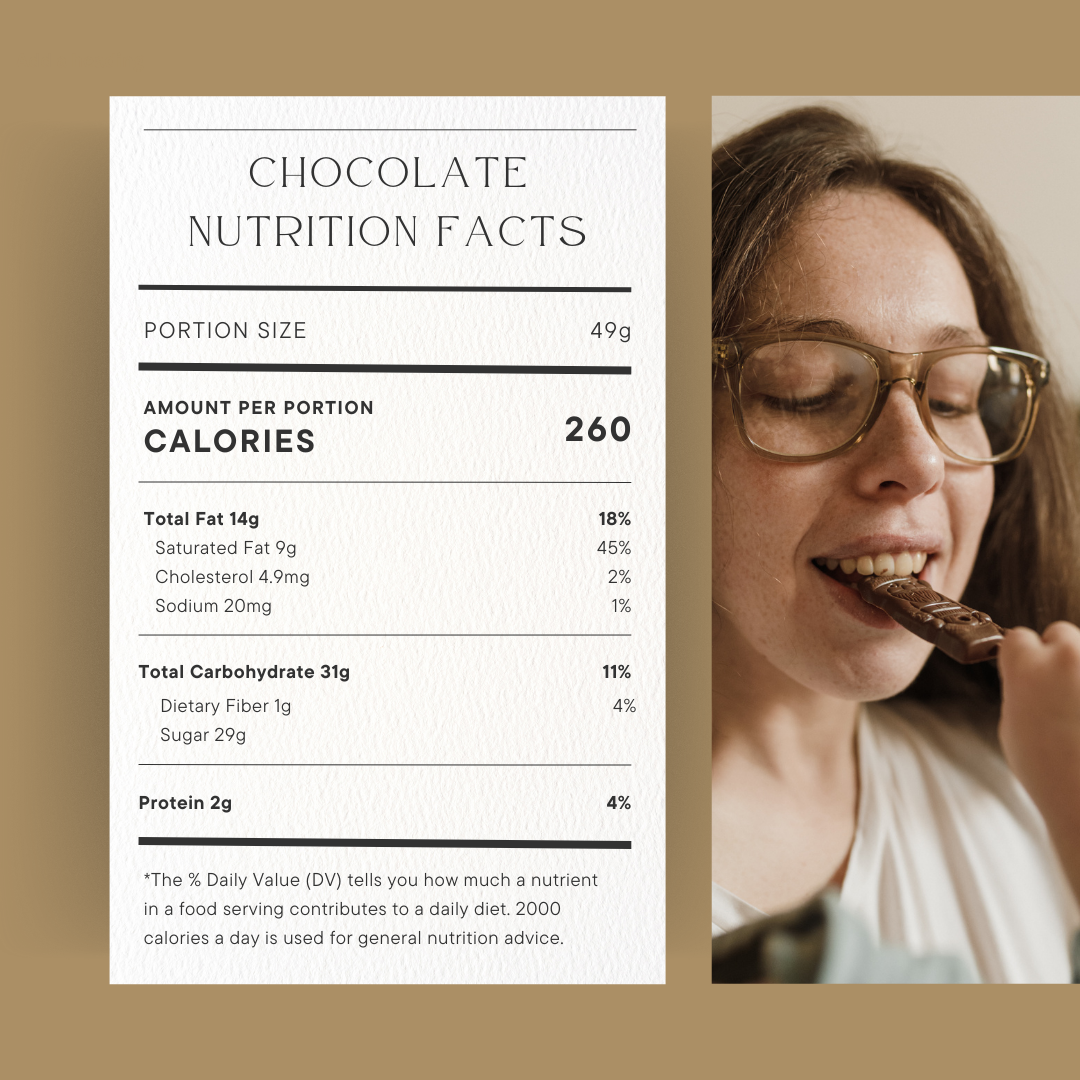 CHOCOLATE
NUTRITION FACTS
PORTION SIZE 49g
AMOUNT PER PORTION
CALORIES 260
Total Fat 14g 18%
Saturated Fat 9g 45%
Cholesterol 4.9mg 2%
Sodium 20mg 1%
Total Carbohydrate 31g 11%
Dietary Fiber 1g 4%
Sugar 29g
Protein 2g 4%
*The % Daily Value (DV) tells you how much a nutrient
in a food serving contributes to a daily diet. 2000
calories a day is used for general nutrition advice.